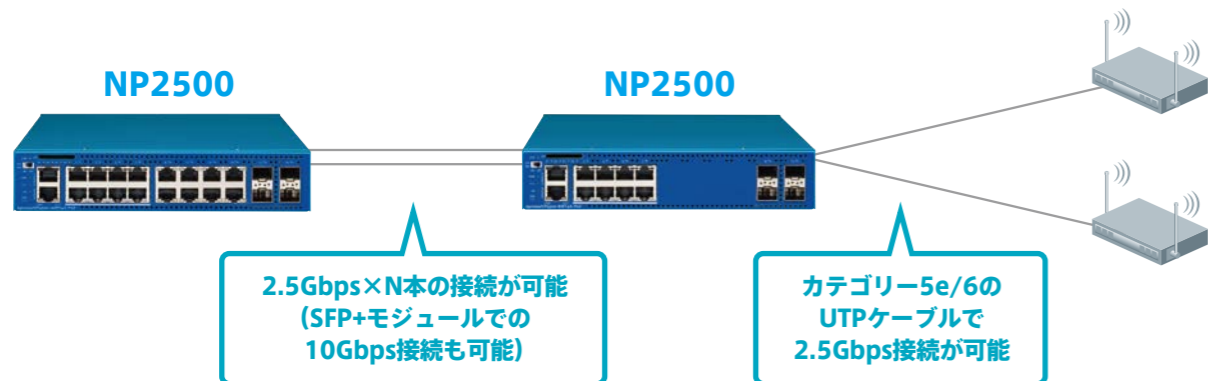 NP2500
NP2500
2.5Gbps×N本の接続が可能
(SFP+モジュールでの
10Gbps接続も可能)
カテゴリー5e/6の
UTPケーブルで
2.5Gbps接続が可能